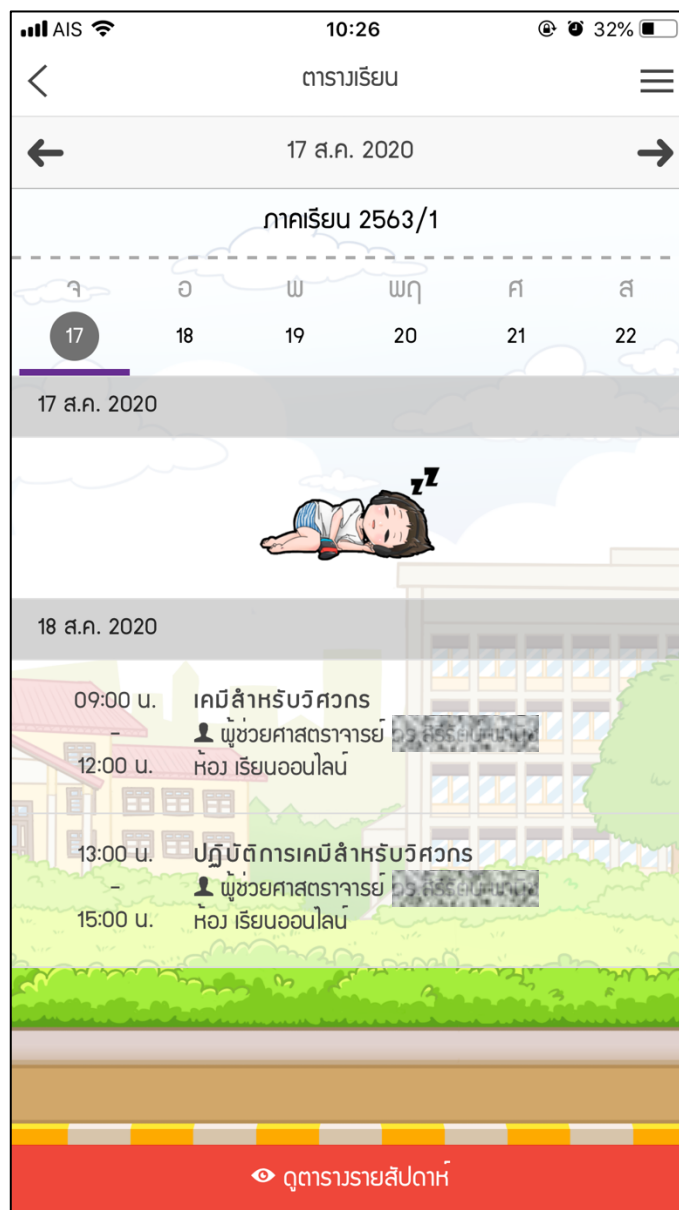 AIS 10:26 32%
ตารางเรียน
17 ส.ค. 2020
ภาคเรียน 2563/1
จ อ พ พฤ ศ ส
17 18 19 20 21 22
17 ส.ค. 2020
zZ
18 ส.ค. 2020
09:00 น. เคมีสำหรับวิศวกร
- ผู้ช่วยศาสตราจารย์
12:00 น. ห้อง เรียนออนไลน์
13:00 น. ปฏิบัติการเคมีสำหรับวิศวกร
- ผู้ช่วยศาสตราจารย์
15:00 น. ห้อง เรียนออนไลน์
ดูตารางรายสัปดาห์